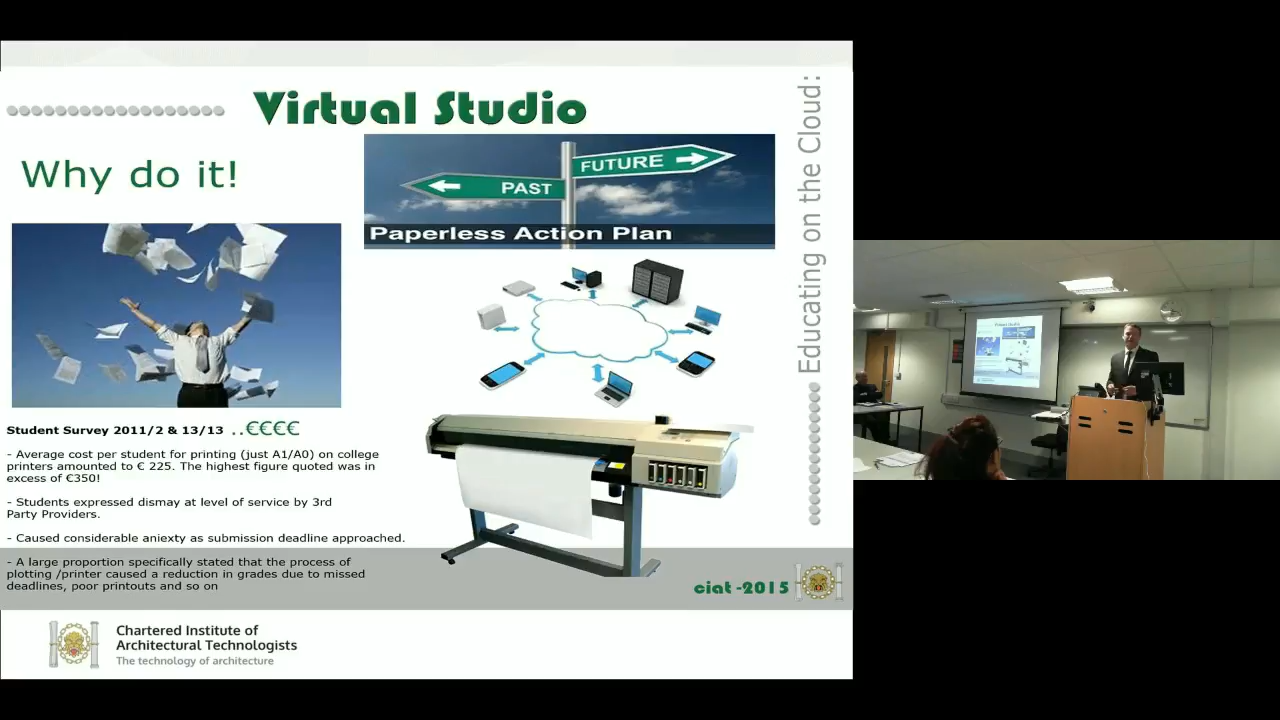 Virtual Studio
Why do it!
PAST
FUTURE
Paperless Action Plan
Educating on the Cloud:
Student Survey 2011/2 & 13/13 ..€€€€
- Average cost per student for printing (just A1/A0) on college
printers amounted to € 225. The highest figure quoted was in
excess of €350!
- Students expressed dismay at level of service by 3rd
Party Providers.
- Caused considerable aniexty as submission deadline approached.
- A large proportion specifically stated that the process of
plotting /printer caused a reduction in grades due to missed
deadlines, poor printouts and so on
ciat -2015
Chartered Institute of
Architectural Technologists
The technology of architecture
Virtual Studio